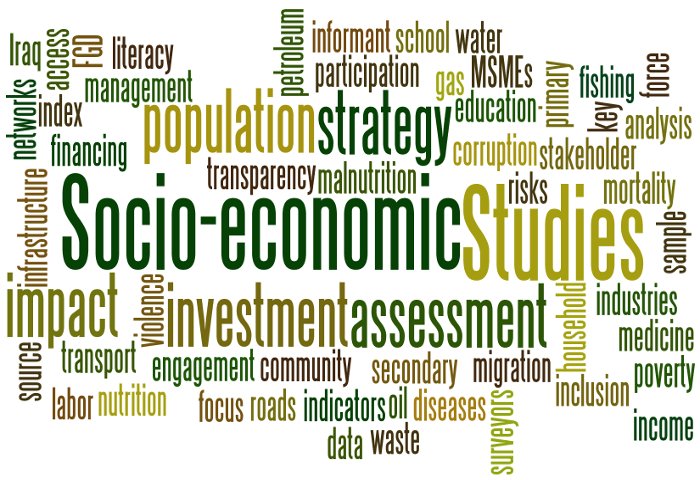 Iraq
access
FGD
literacy
petroleum
informant
school
water
networks
index
management
participation
gas
MSMEs
primary
fishing
force
financing
population
strategy
education
key
analysis
corruption
stakeholder
infrastructure
transparency
malnutrition
risks
mortality
sample
Socio-economic
Studies
impact
violence
investment
assessment
household
industries
medicine
source
transport
engagement
community
secondary
migration
poverty
labor
nutrition
focus
roads
indicators
oil
diseases
surveyors
inclusion
income
data
waste